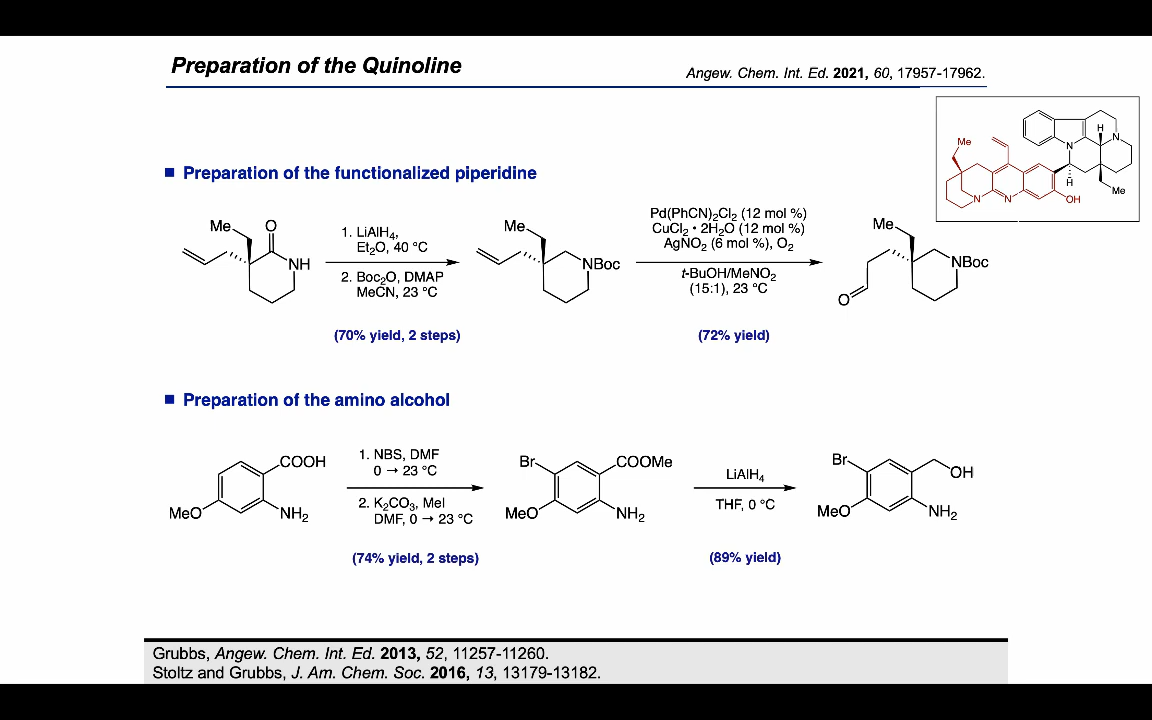 Preparation of the Quinoline
Angew. Chem. Int. Ed. 2021, 60, 17957-17962.
Me
H
N
N
H
Me
N
N
OH
■ Preparation of the functionalized piperidine
Me
O
NH
1. LiAlH₄,
Et₂O, 40 °C
2. Boc₂O, DMAP
MeCN, 23 °C
(70% yield, 2 steps)
Me
NBoc
Pd(PhCN)₂Cl₂ (12 mol %)
CuCl₂ • 2H₂O (12 mol %)
AgNO₂ (6 mol %), O₂
t-BuOH/MeNO₂
(15:1), 23 °C
(72% yield)
Me
NBoc
O
■ Preparation of the amino alcohol
COOH
MeO
NH₂
1. NBS, DMF
0 → 23 °C
2. K₂CO₃, MeI
DMF, 0 → 23 °C
(74% yield, 2 steps)
Br
COOMe
MeO
NH₂
LiAlH₄
THF, 0 °C
(89% yield)
Br
OH
MeO
NH₂
Grubbs, Angew. Chem. Int. Ed. 2013, 52, 11257-11260.
Stoltz and Grubbs, J. Am. Chem. Soc. 2016, 13, 13179-13182.